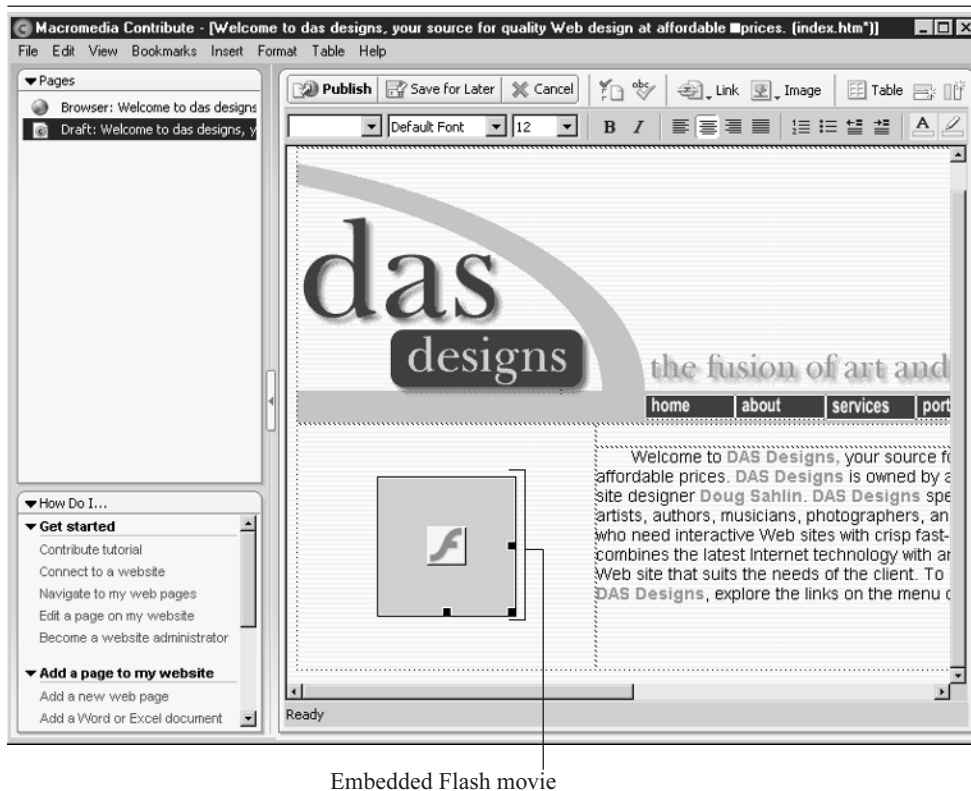 Macromedia Contribute - [Welcome to das designs, your source for quality Web design at affordable ■prices. (index.htm*)]
File Edit View Bookmarks Insert Format Table Help
Pages
Browser: Welcome to das designs
Draft: Welcome to das designs, y
Publish Save for Later Cancel Link Image Table
Default Font 12 B I A
das
designs
the fusion of art and
home about services port
Welcome to DAS Designs, your source fo
affordable prices. DAS Designs is owned by a
site designer Doug Sahlin. DAS Designs spe
artists, authors, musicians, photographers, an
who need interactive Web sites with crisp fast-
combines the latest Internet technology with ar
Web site that suits the needs of the client. To
DAS Designs, explore the links on the menu
How Do I...
Get started
Contribute tutorial
Connect to a website
Navigate to my web pages
Edit a page on my website
Become a website administrator
Add a page to my website
Add a new web page
Add a Word or Excel document
Ready
Embedded Flash movie